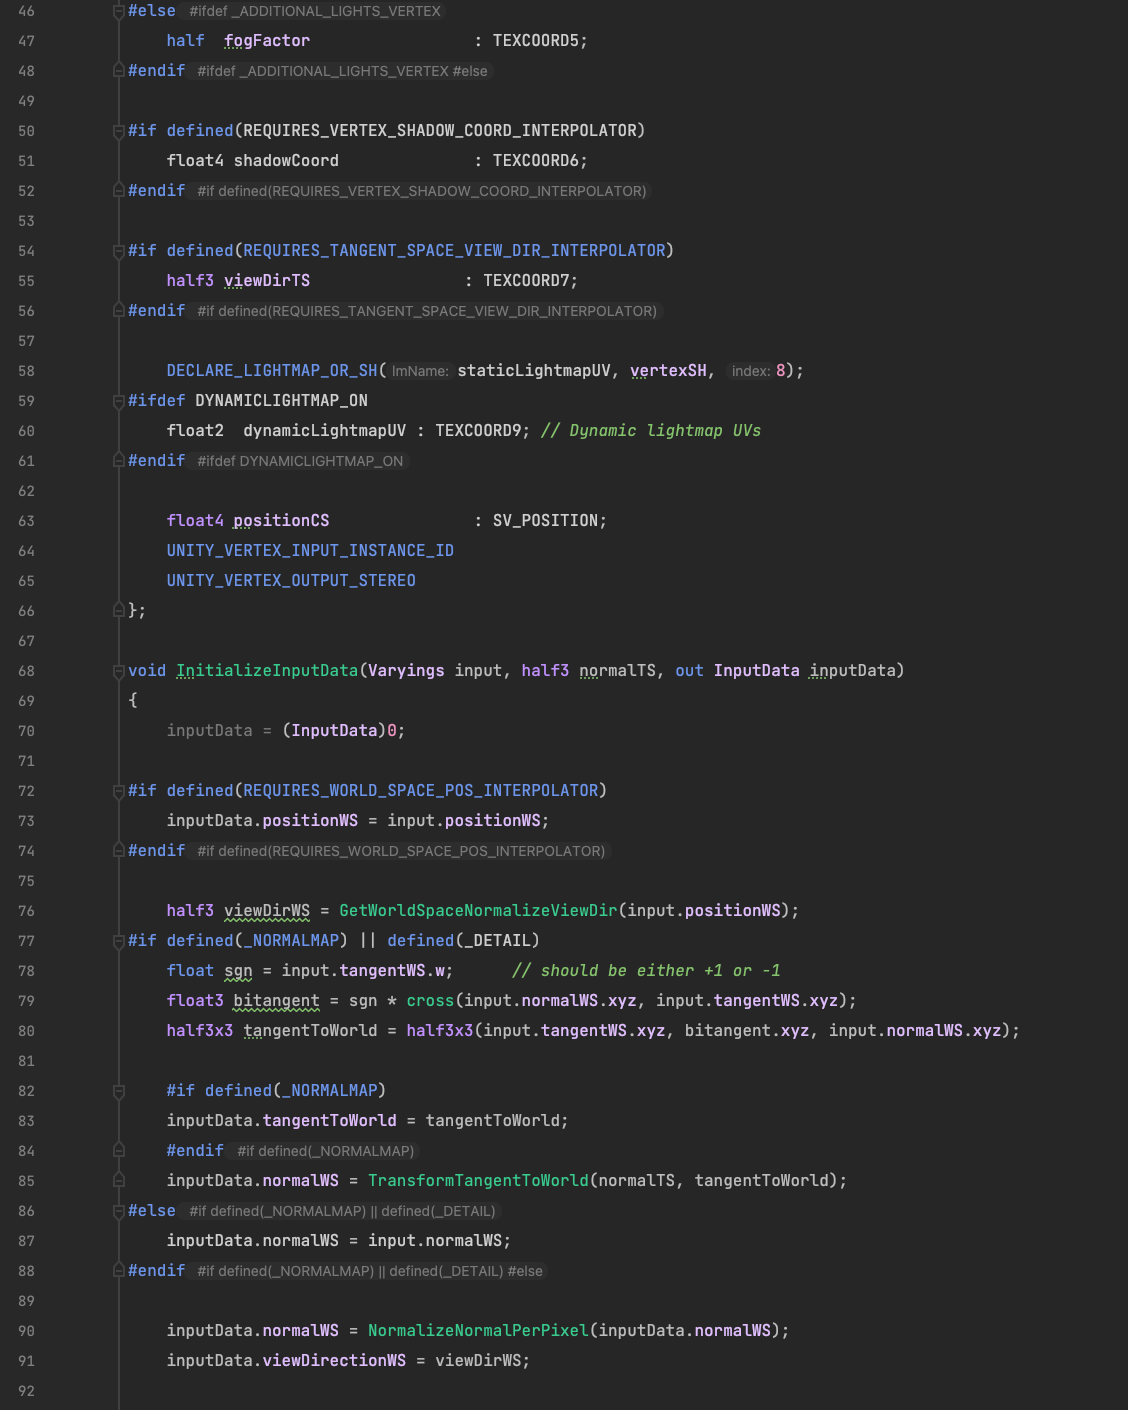 46 #else #ifdef _ADDITIONAL_LIGHTS_VERTEX
47 half  fogFactor                 : TEXCOORD5;
48 #endif #ifdef _ADDITIONAL_LIGHTS_VERTEX #else
49
50 #if defined(REQUIRES_VERTEX_SHADOW_COORD_INTERPOLATOR)
51 float4 shadowCoord              : TEXCOORD6;
52 #endif #if defined(REQUIRES_VERTEX_SHADOW_COORD_INTERPOLATOR)
53
54 #if defined(REQUIRES_TANGENT_SPACE_VIEW_DIR_INTERPOLATOR)
55 half3 viewDirTS                : TEXCOORD7;
56 #endif #if defined(REQUIRES_TANGENT_SPACE_VIEW_DIR_INTERPOLATOR)
57
58 DECLARE_LIGHTMAP_OR_SH( lmName: staticLightmapUV, vertexSH, index: 8);
59 #ifdef DYNAMICLIGHTMAP_ON
60 float2  dynamicLightmapUV : TEXCOORD9; // Dynamic lightmap UVs
61 #endif #ifdef DYNAMICLIGHTMAP_ON
62
63 float4 positionCS               : SV_POSITION;
64 UNITY_VERTEX_INPUT_INSTANCE_ID
65 UNITY_VERTEX_OUTPUT_STEREO
66 };
67
68 void InitializeInputData(Varyings input, half3 normalTS, out InputData inputData)
69 {
70 inputData = (InputData)0;
71
72 #if defined(REQUIRES_WORLD_SPACE_POS_INTERPOLATOR)
73 inputData.positionWS = input.positionWS;
74 #endif #if defined(REQUIRES_WORLD_SPACE_POS_INTERPOLATOR)
75
76 half3 viewDirWS = GetWorldSpaceNormalizeViewDir(input.positionWS);
77 #if defined(_NORMALMAP) || defined(_DETAIL)
78 float sgn = input.tangentWS.w;      // should be either +1 or -1
79 float3 bitangent = sgn * cross(input.normalWS.xyz, input.tangentWS.xyz);
80 half3x3 tangentToWorld = half3x3(input.tangentWS.xyz, bitangent.xyz, input.normalWS.xyz);
81
82 #if defined(_NORMALMAP)
83 inputData.tangentToWorld = tangentToWorld;
84 #endif #if defined(_NORMALMAP)
85 inputData.normalWS = TransformTangentToWorld(normalTS, tangentToWorld);
86 #else #if defined(_NORMALMAP) || defined(_DETAIL)
87 inputData.normalWS = input.normalWS;
88 #endif #if defined(_NORMALMAP) || defined(_DETAIL) #else
89
90 inputData.normalWS = NormalizeNormalPerPixel(inputData.normalWS);
91 inputData.viewDirectionWS = viewDirWS;
92